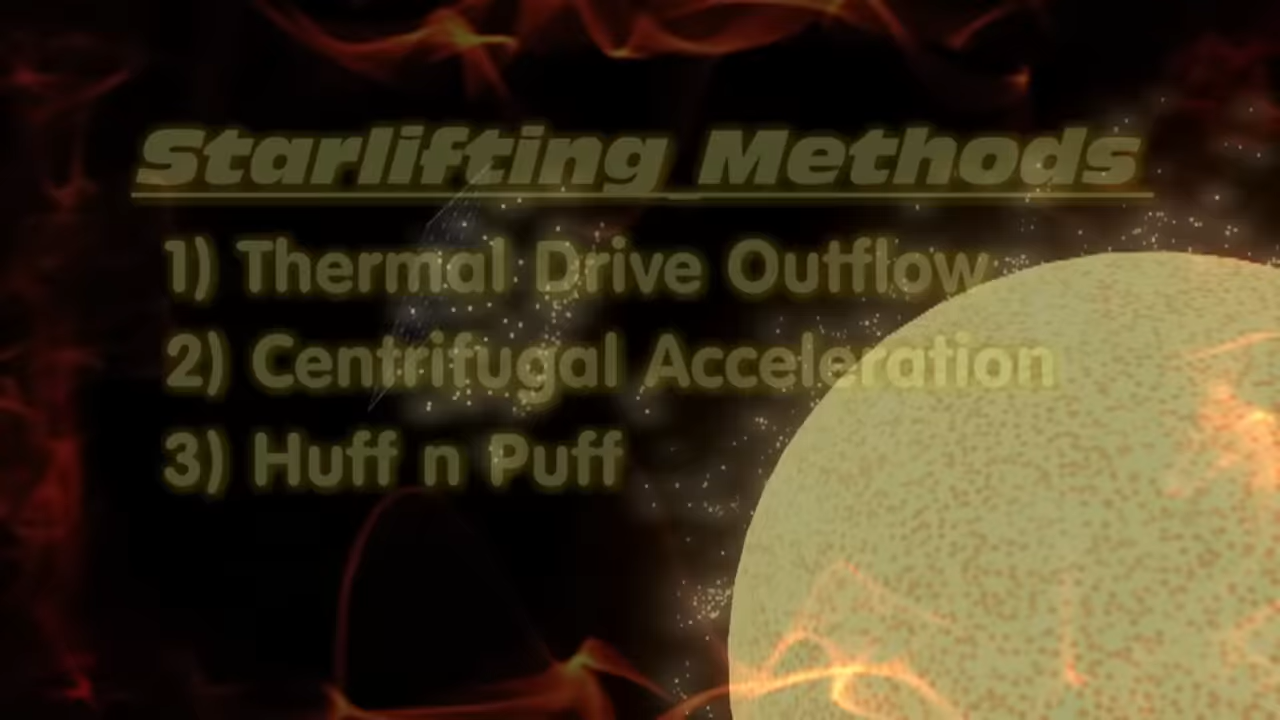 Starlifting Methods
1) Thermal Drive Outflow
2) Centrifugal Acceleration
3) Huff n Puff